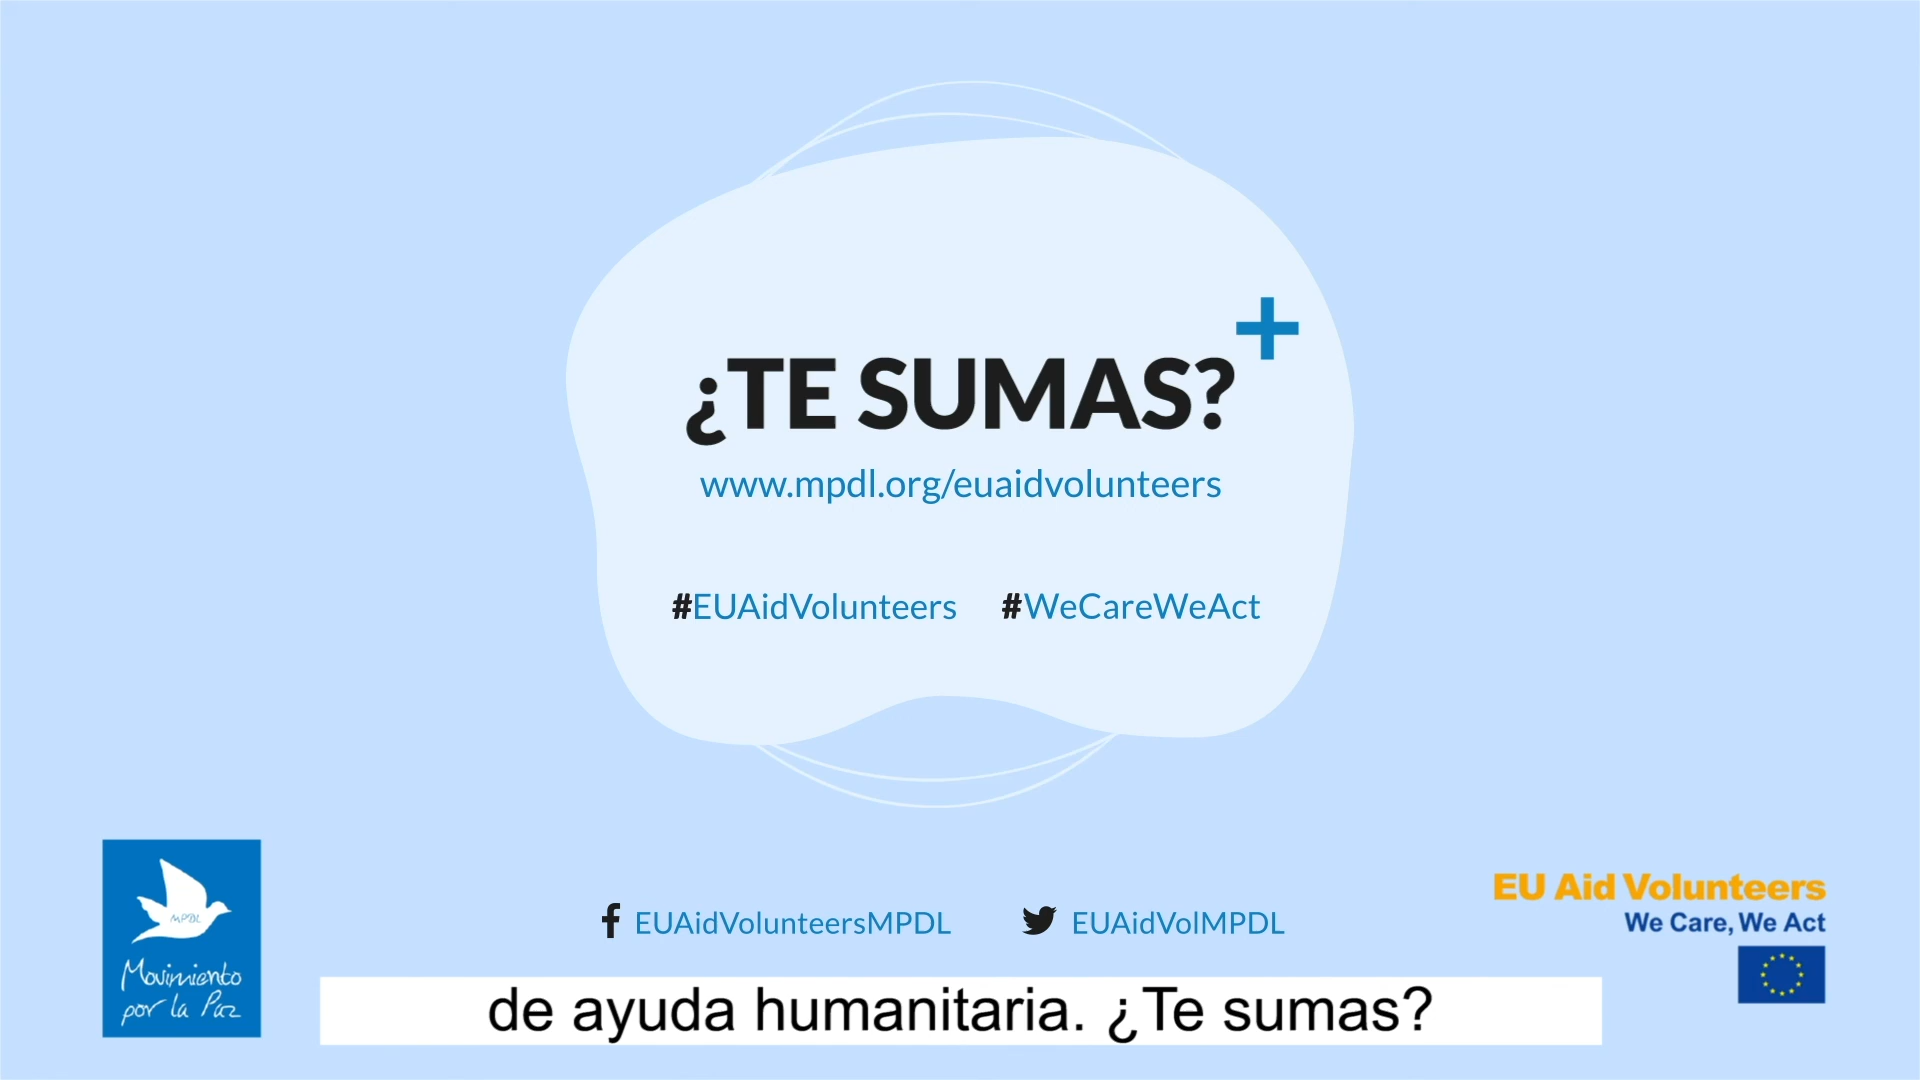 ¿TE SUMAS?+
www.mpdl.org/euaidvolunteers
#EUAidVolunteers #WeCareWeAct
MPDL
Movimiento
por la Paz
EUAidVolunteersMPDL EUAidVolMPDL
EU Aid Volunteers
We Care, We Act
de ayuda humanitaria. ¿Te sumas?